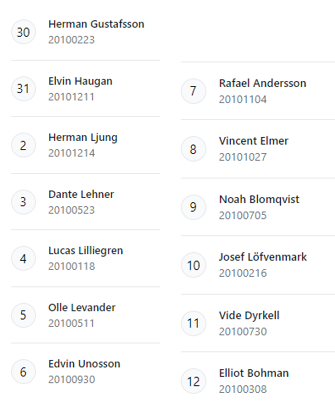 30
Herman Gustafsson
20100223
31
Elvin Haugan
20101211
2
Herman Ljung
20101214
3
Dante Lehner
20100523
4
Lucas Lilliegren
20100118
5
Olle Levander
20100511
6
Edvin Unosson
20100930
7
Rafael Andersson
20101104
8
Vincent Elmer
20101027
9
Noah Blomqvist
20100705
10
Josef Löfvenmark
20100216
11
Vide Dyrkell
20100730
12
Elliot Bohman
20100308